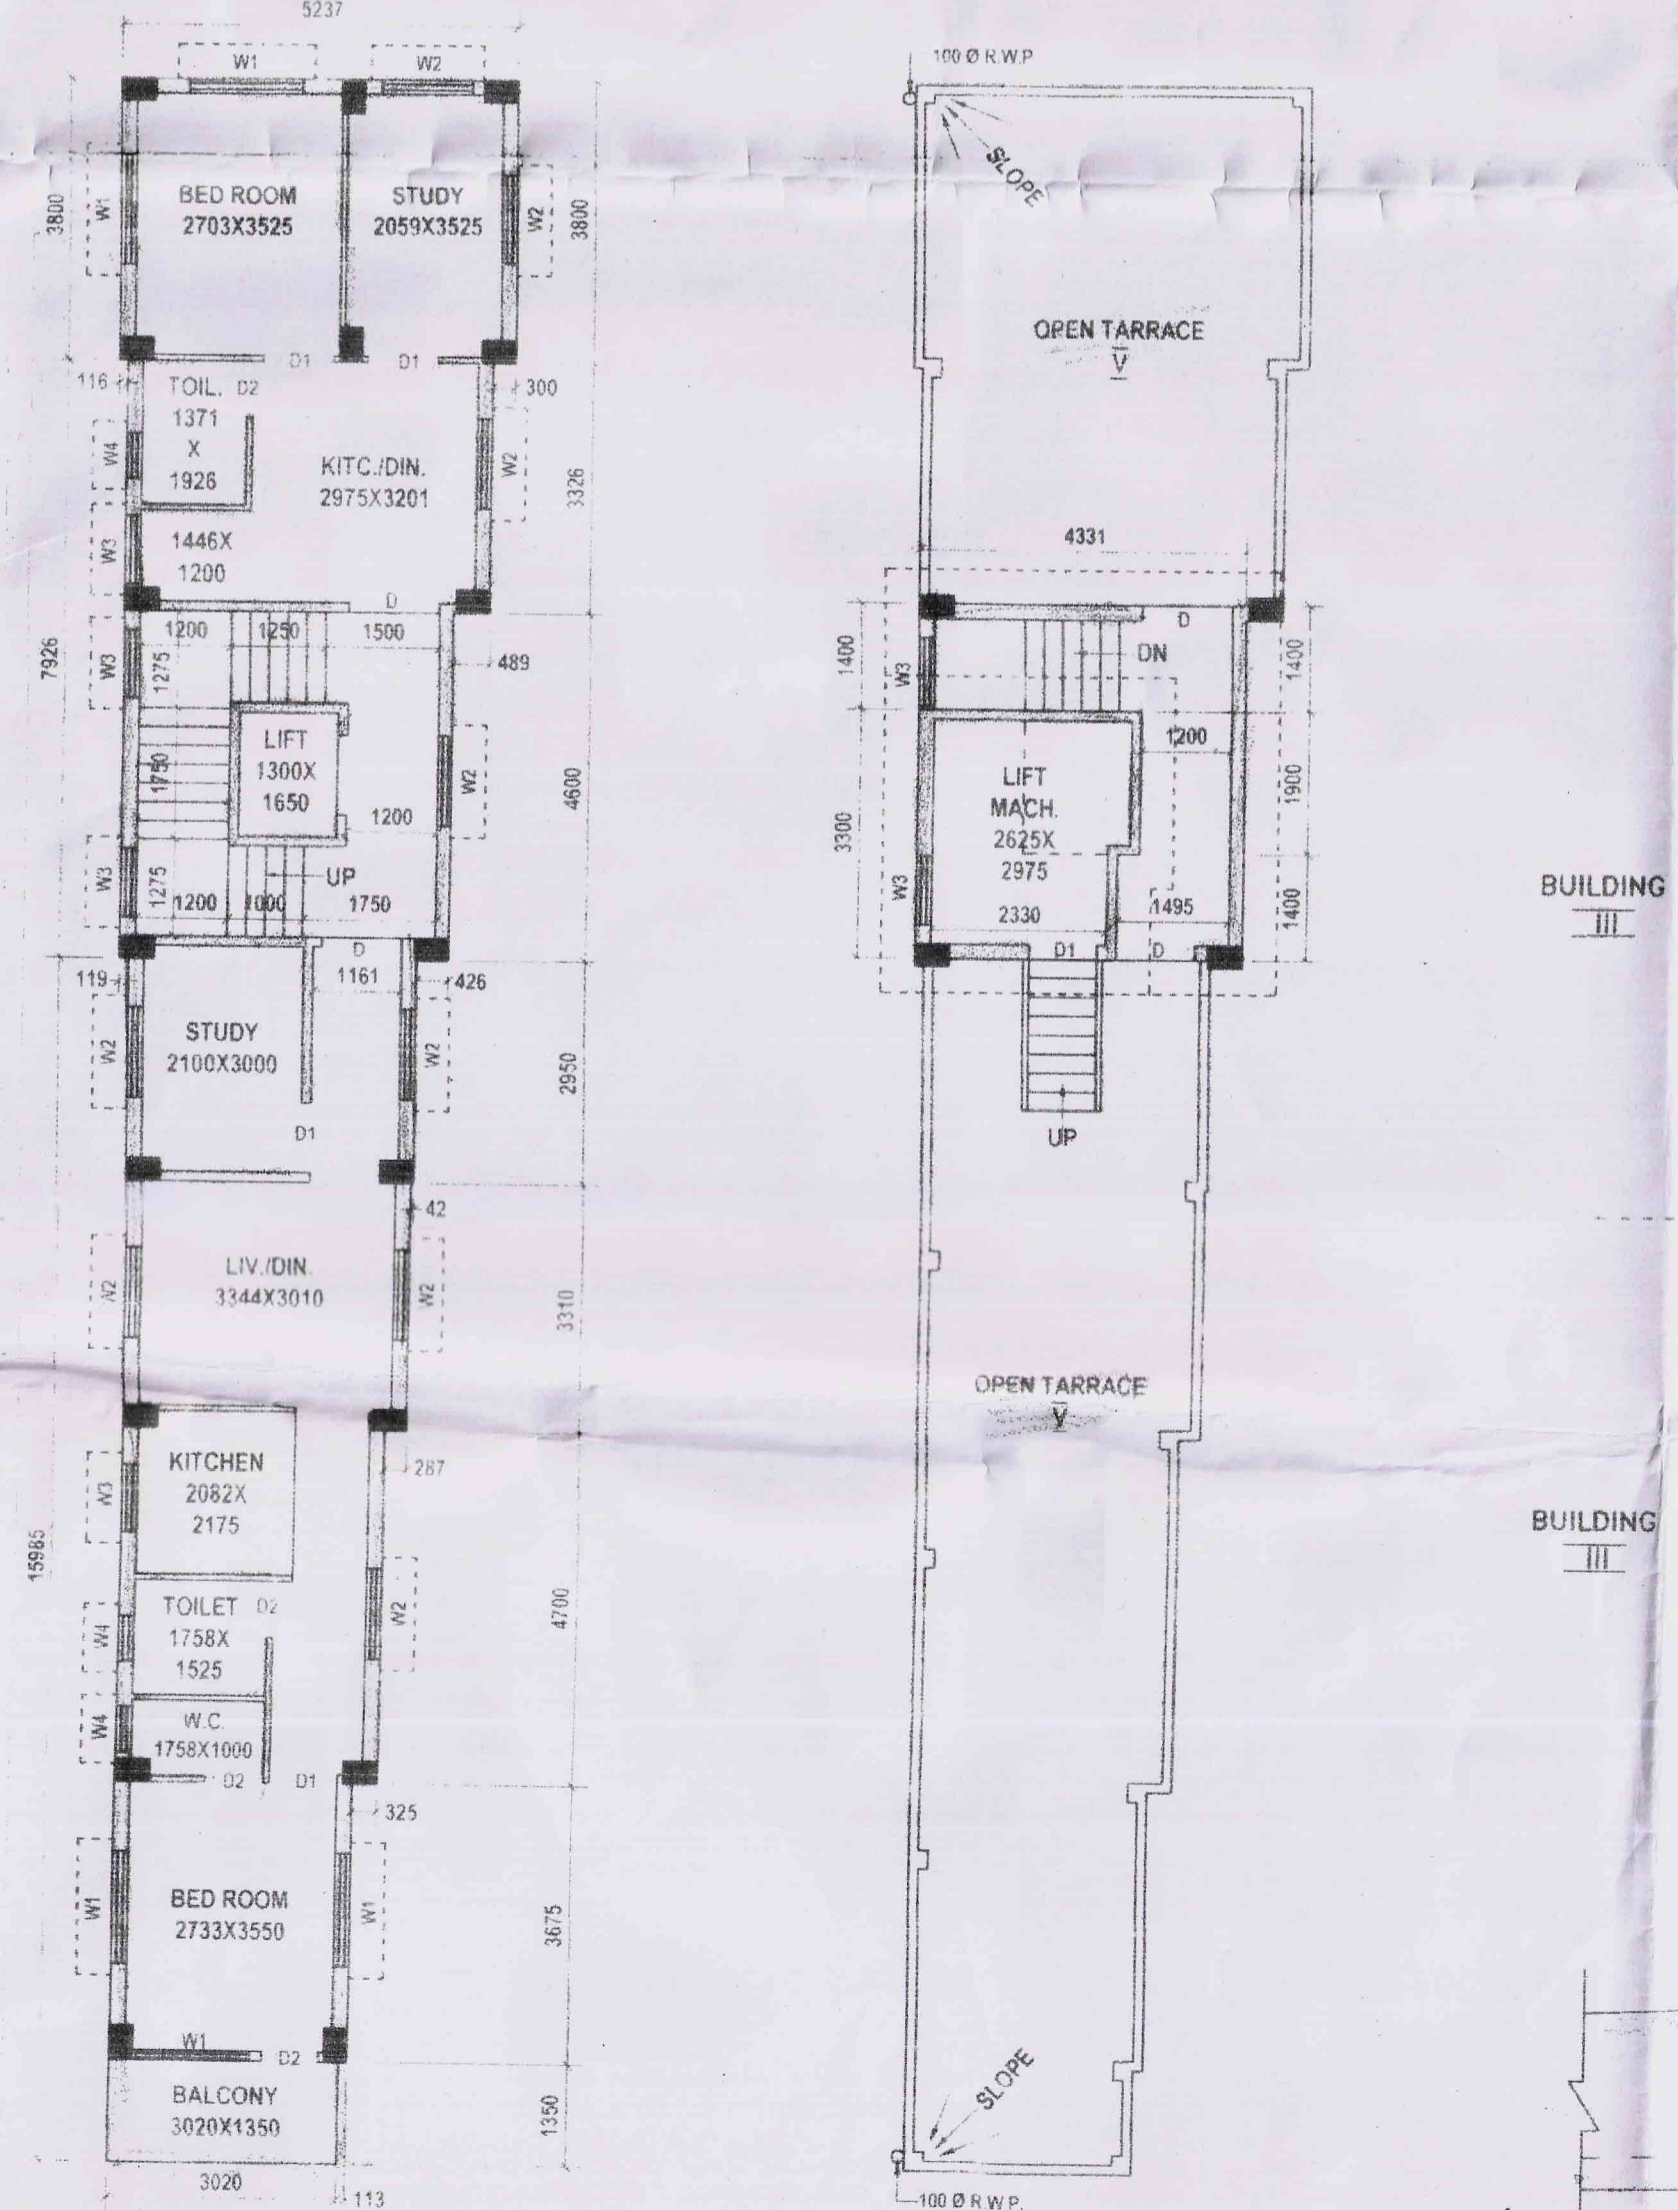 5237
W1
W2
W1
BED ROOM
2703X3525
STUDY
2059X3525
W2
3800
3800
D1
D1
116
TOIL. D2
1371
X
1926
300
W4
KITC./DIN.
2975X3201
W2
3326
W3
1446X
1200
D
1200
1250
1500
489
7926
W3
1275
LIFT
1300X
1650
1750
W2
4600
1200
W3
1275
UP
1200
1000
1750
D
1161
119
426
STUDY
2100X3000
W2
W2
2950
D1
42
LIV./DIN.
3344X3010
W2
3310
KITCHEN
2082X
2175
W3
287
15985
TOILET D2
1758X
1525
W4
W2
4700
W.C.
1758X1000
W4
D2
D1
325
BED ROOM
2733X3550
W1
W1
3675
W1
D2
BALCONY
3020X1350
1350
3020
113
100 Ø R.W.P
SLOPE
OPEN TARRACE
V
4331
D
1400
W3
DN
1400
1200
LIFT
MACH.
2625X
2975
1900
3300
W3
2330
1495
1400
D1
D
UP
OPEN TARRACE
V
SLOPE
100 Ø R.W.P.
BUILDING
III
BUILDING
III